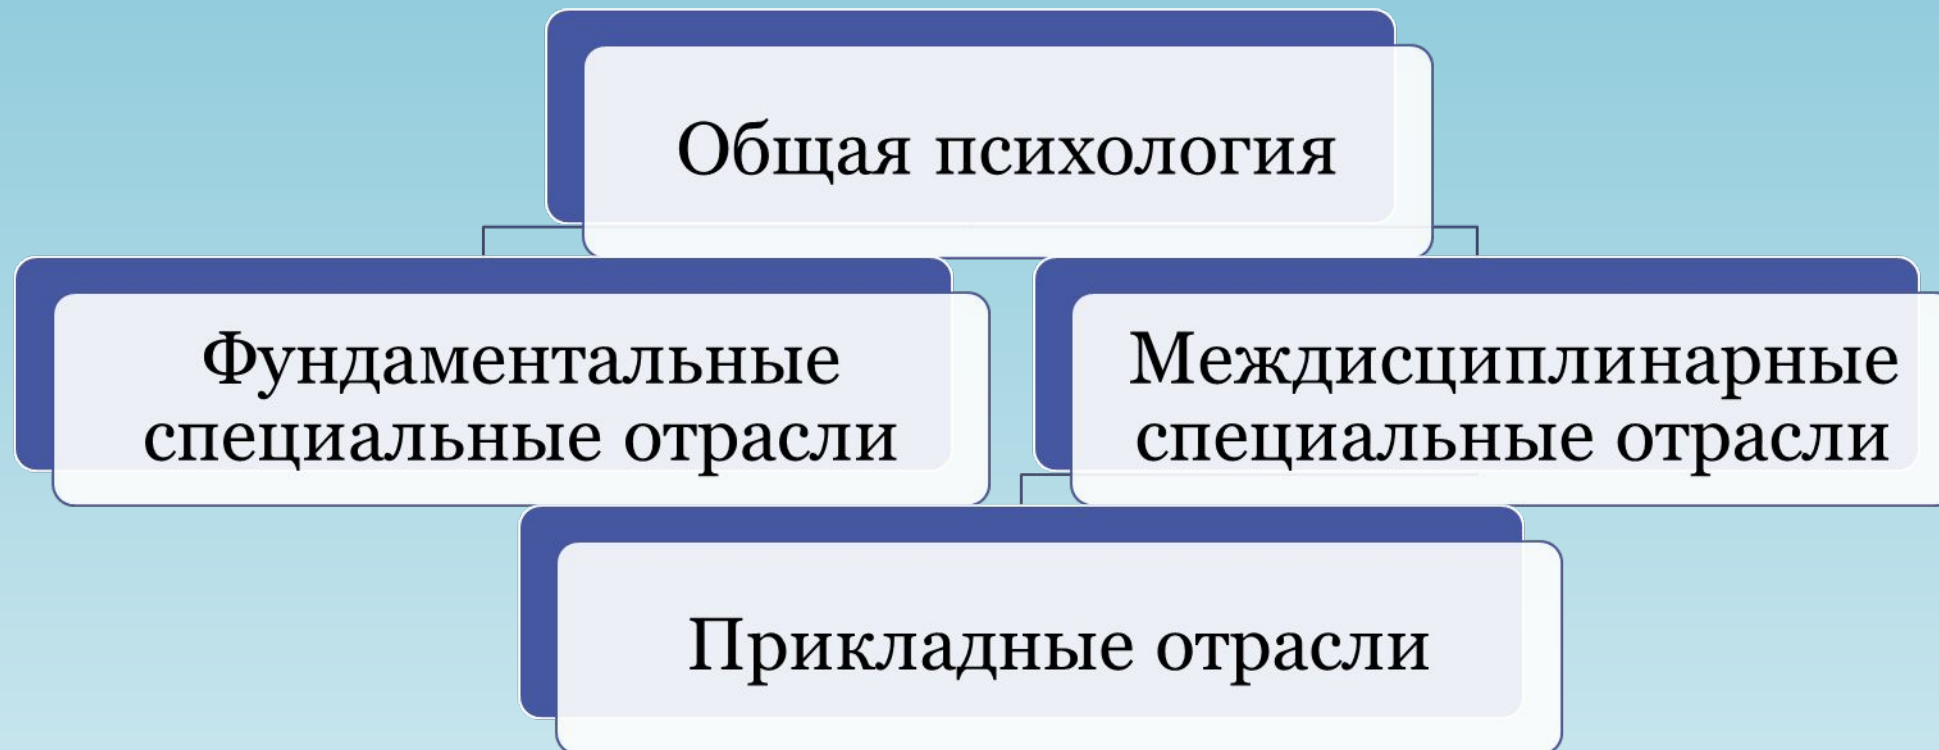 Общая психология
Фундаментальные
специальные отрасли
Междисциплинарные
специальные отрасли
Прикладные отрасли